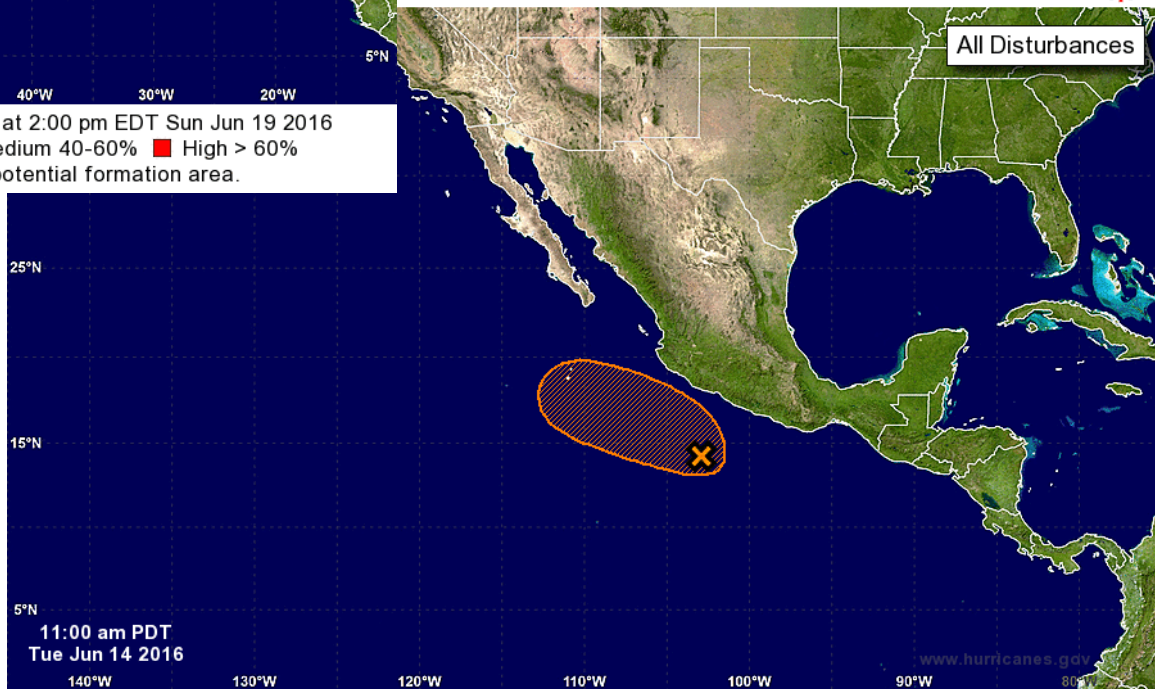 All Disturbances
5°N
40°W 30°W 20°W
at 2:00 pm EDT Sun Jun 19 2016
edium 40-60% High > 60%
potential formation area.
25°N
15°N
5°N
11:00 am PDT
Tue Jun 14 2016
www.hurricanes.gov
140°W 130°W 120°W 110°W 100°W 90°W 80°W